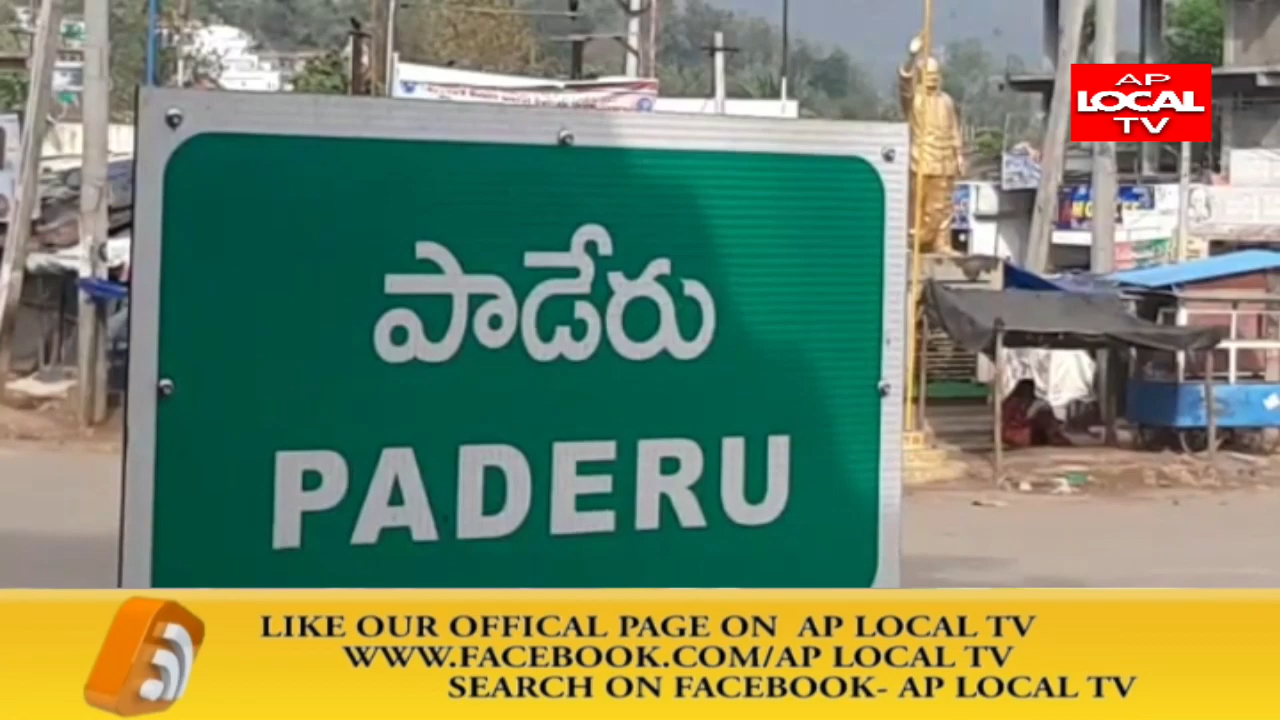 AP
LOCAL
TV
పాడేరు
PADERU
LIKE OUR OFFICAL PAGE ON AP LOCAL TV
WWW.FACEBOOK.COM/AP LOCAL TV
SEARCH ON FACEBOOK- AP LOCAL TV